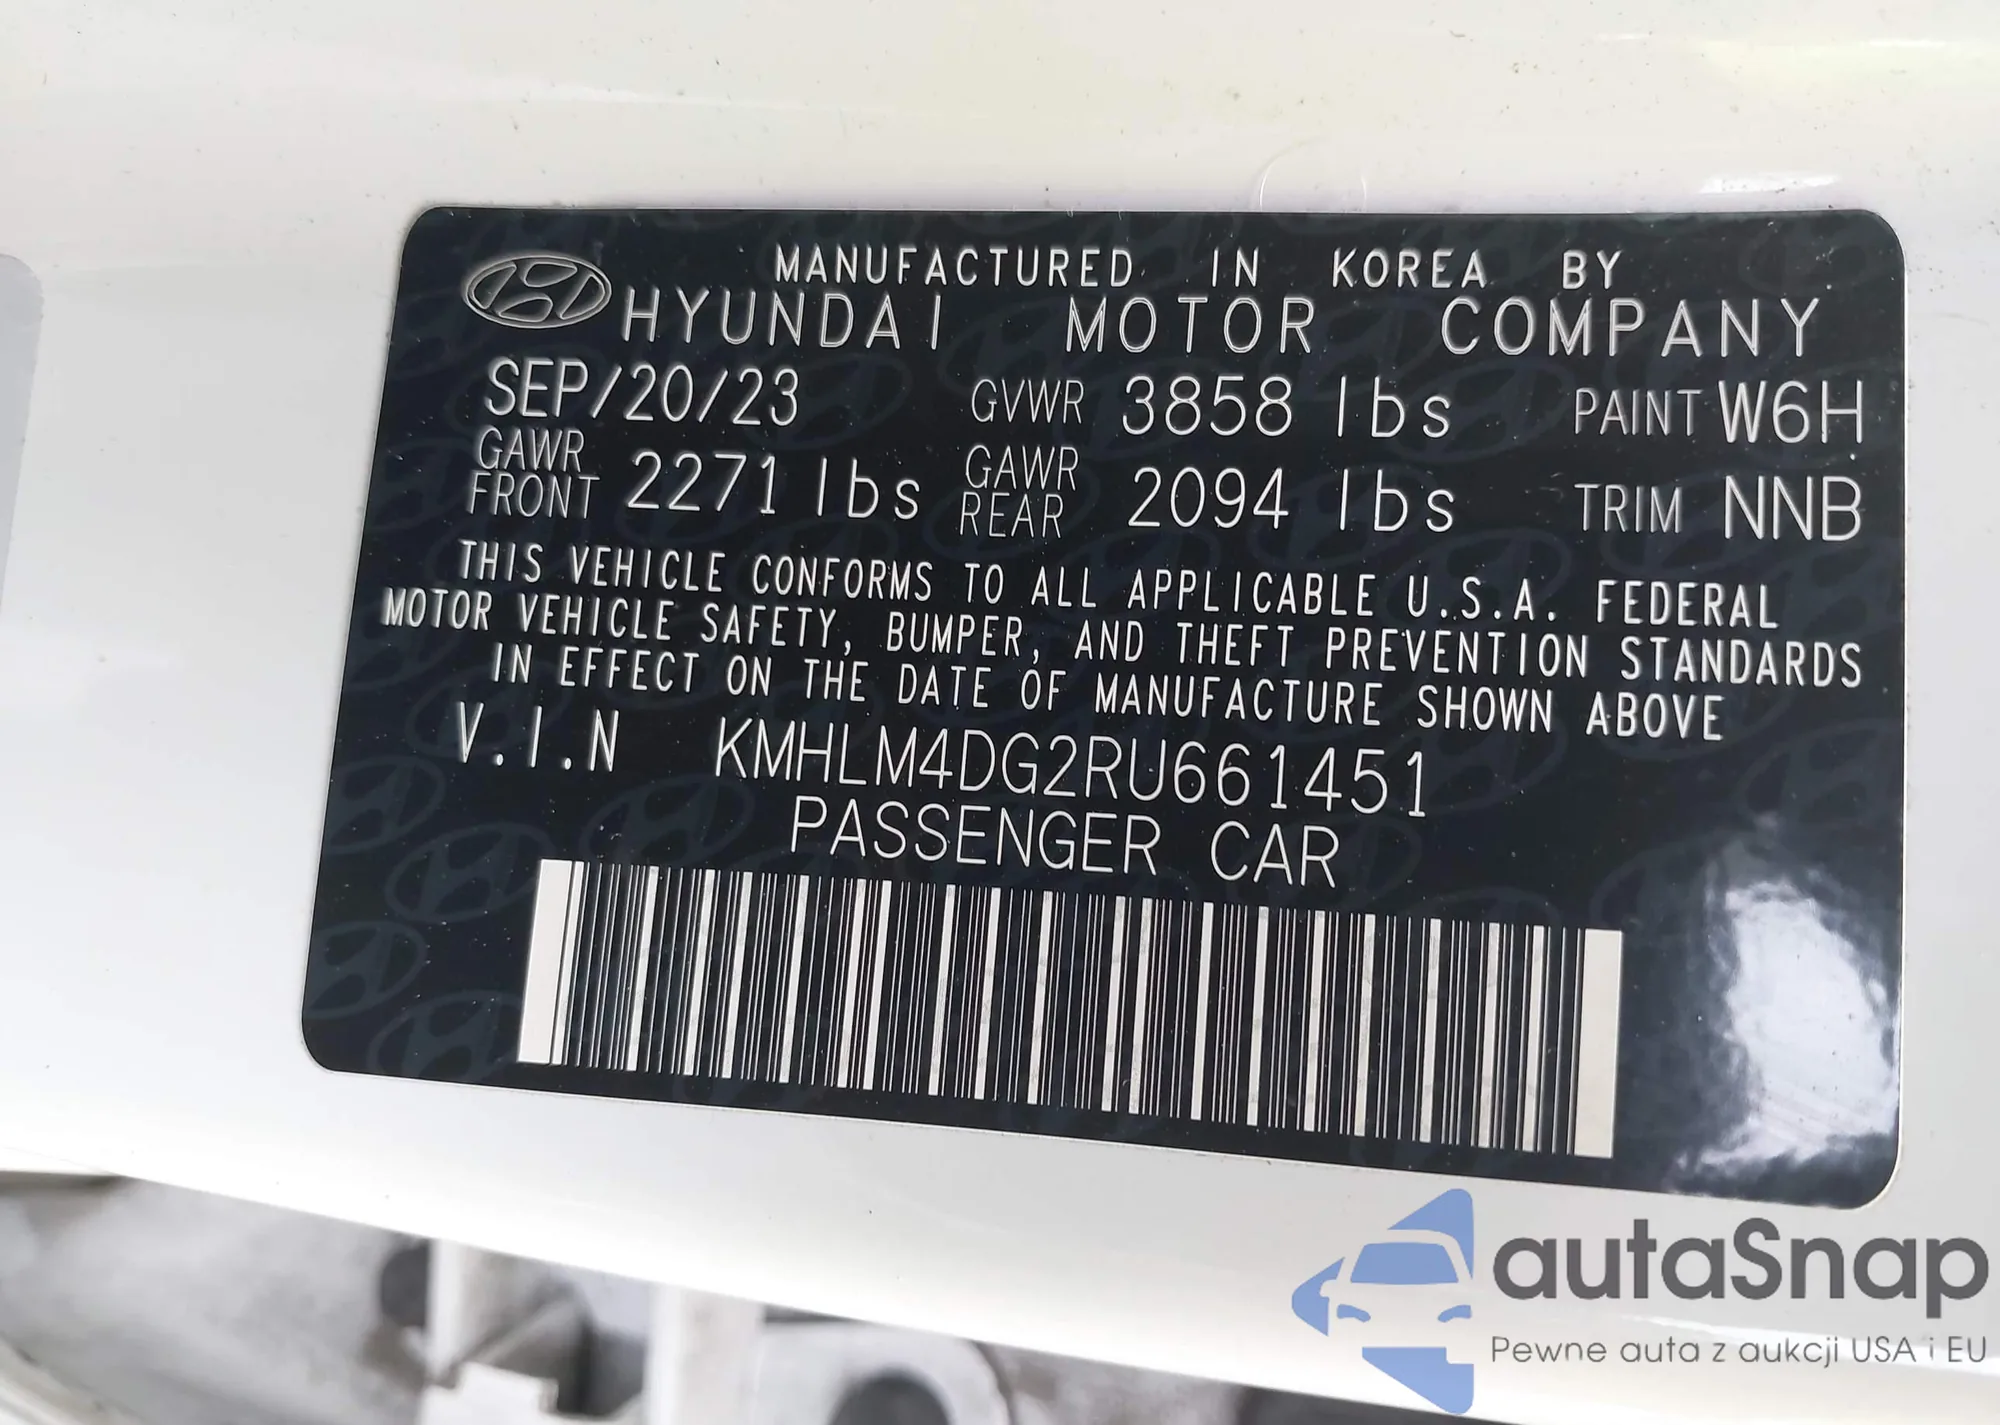 MANUFACTURED IN KOREA BY
HYUNDAI MOTOR COMPANY
SEP/20/23 GVWR 3858 lbs PAINT W6H
GAWR FRONT 2271 lbs GAWR REAR 2094 lbs TRIM NNB
THIS VEHICLE CONFORMS TO ALL APPLICABLE U.S.A. FEDERAL
MOTOR VEHICLE SAFETY, BUMPER, AND THEFT PREVENTION STANDARDS
IN EFFECT ON THE DATE OF MANUFACTURE SHOWN ABOVE
V.I.N KMHLM4DG2RU661451
PASSENGER CAR
autaSnap
Pewne auta z aukcji USA i EU